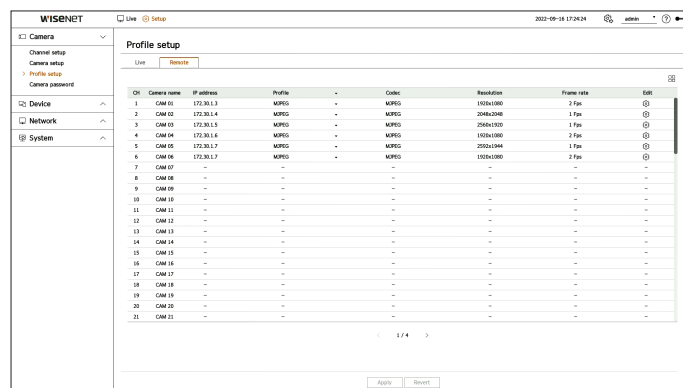 WISENET Live Setup 2022-09-16 17:24:24 admin
Camera
Channel setup
Camera setup
> Profile setup
Camera password
Device
Network
System
Profile setup
Live Remote
CH Camera name IP address Profile Codec Resolution Frame rate Edit
1 CAM 01 172.30.1.3 MJPEG MJPEG 1920x1080 2 Fps
2 CAM 02 172.30.1.4 MJPEG MJPEG 2048x2048 1 Fps
3 CAM 03 172.30.1.5 MJPEG MJPEG 2560x1920 1 Fps
4 CAM 04 172.30.1.6 MJPEG MJPEG 1920x1080 2 Fps
5 CAM 05 172.30.1.7 MJPEG MJPEG 2592x1944 1 Fps
6 CAM 06 172.30.1.7 MJPEG MJPEG 1920x1080 2 Fps
7 CAM 07 – – – – – –
8 CAM 08 – – – – – –
9 CAM 09 – – – – – –
10 CAM 10 – – – – – –
11 CAM 11 – – – – – –
12 CAM 12 – – – – – –
13 CAM 13 – – – – – –
14 CAM 14 – – – – – –
15 CAM 15 – – – – – –
16 CAM 16 – – – – – –
17 CAM 17 – – – – – –
18 CAM 18 – – – – – –
19 CAM 19 – – – – – –
20 CAM 20 – – – – – –
21 CAM 21 – – – – – –
< 1 / 4 >
Apply Revert